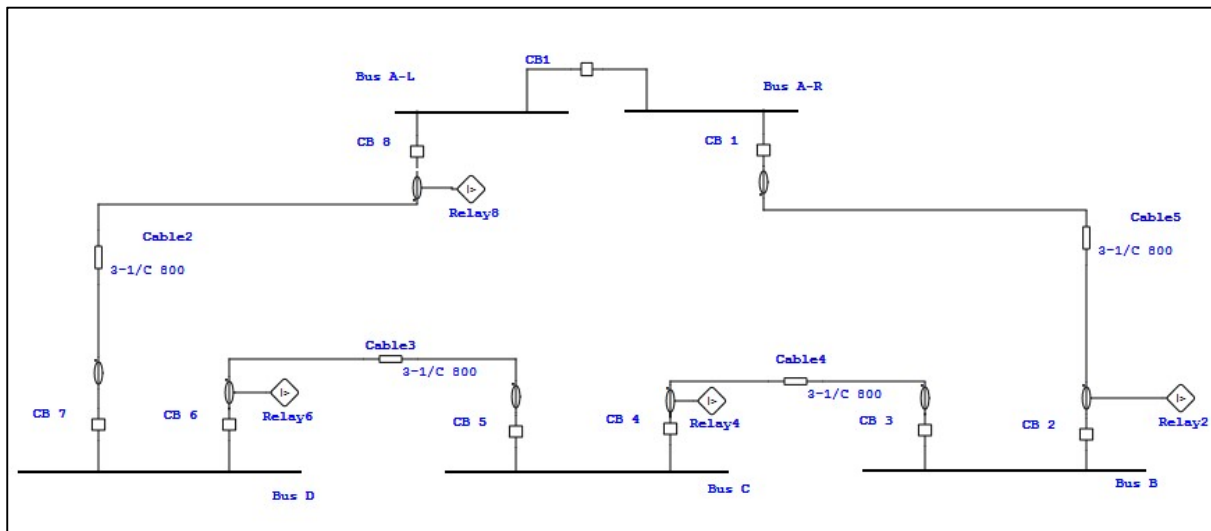 CB1
Bus A-L
Bus A-R
CB 8
CB 1
I>
Relay8
Cable2
3-1/C 800
Cable5
3-1/C 800
Cable3
3-1/C 800
Cable4
3-1/C 800
I>
Relay6
I>
Relay4
I>
Relay2
CB 7
CB 6
CB 5
CB 4
CB 3
CB 2
Bus D
Bus C
Bus B